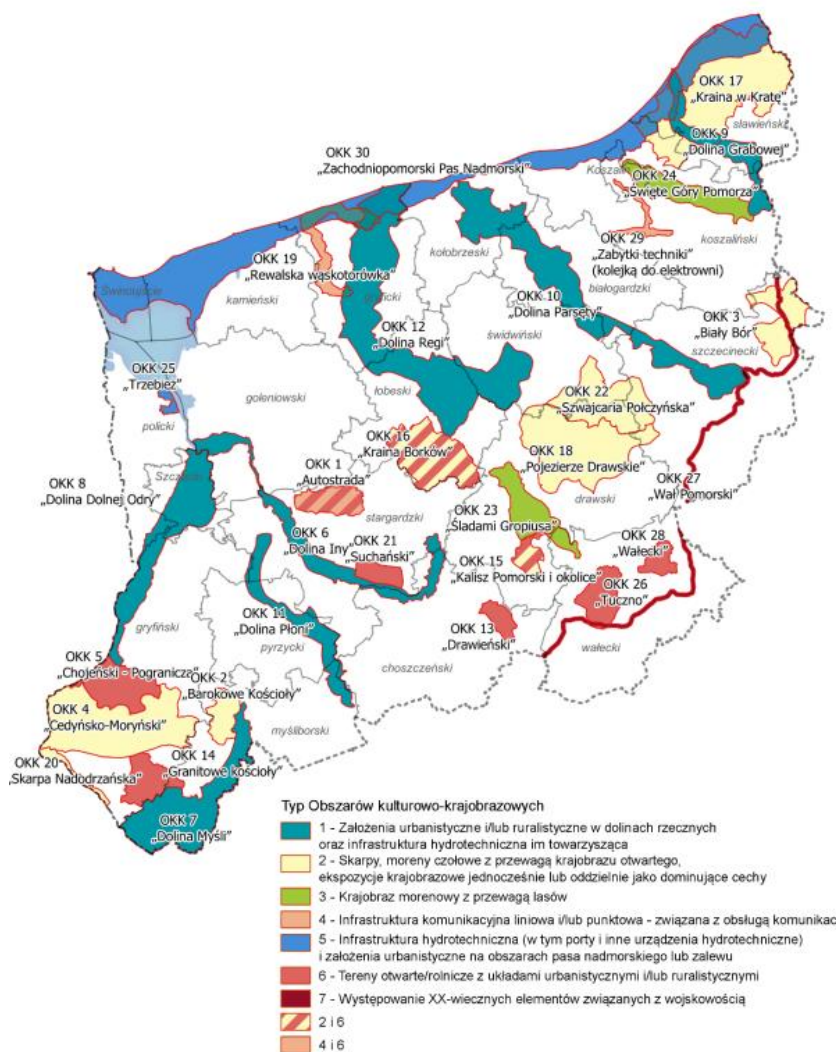 OKK 17
„Kraina w Kratę"
sławieński
OKK 9
„Dolina Grabowej"
OKK 30
„Zachodniopomorski Pas Nadmorski"
Koszalin
OKK 24
„Święte Góry Pomorza"
OKK 19
„Rewalska wąskotorówka"
kołobrzeski
OKK 29
„Zabytki techniki"
(kolejką do elektrowni)
koszaliński
białogardzki
Świnoujście
kamieński
gryficki
OKK 10
„Dolina Parsęty"
OKK 3
„Biały Bór"
szczecinecki
OKK 12
„Dolina Regi"
świdwiński
OKK 25
„Trzebież"
policki
goleniowski
łobeski
OKK 22
„Szwajcaria Połczyńska"
OKK 16
„Kraina Borków"
OKK 18
„Pojezierze Drawskie"
OKK 8
„Dolina Dolnej Odry"
OKK 1
„Autostrada"
stargardzki
drawski
OKK 27
„Wał Pomorski"
OKK 23
„Śladami Gropiusa"
OKK 6
„Dolina Iny"
OKK 21
„Suchański"
OKK 28
„Wałecki"
OKK 15
„Kalisz Pomorski i okolice"
OKK 26
„Tuczno"
OKK 11
„Dolina Płoni"
gryfiński
pyrzycki
OKK 13
„Drawieński"
wałecki
choszczeński
OKK 5
„Chojeński - Pogranicza"
OKK 2
„Barokowe Kościoły"
OKK 4
„Cedyńsko-Moryński"
myśliborski
OKK 20
„Skarpa Nadodrzańska"
OKK 14
„Granitowe kościoły"
OKK 7
„Dolina Myśli"
Typ Obszarów kulturowo-krajobrazowych
1 - Założenia urbanistyczne i/lub ruralistyczne w dolinach rzecznych
oraz infrastruktura hydrotechniczna im towarzysząca
2 - Skarpy, moreny czołowe z przewagą krajobrazu otwartego,
ekspozycje krajobrazowe jednocześnie lub oddzielnie jako dominujące cechy
3 - Krajobraz morenowy z przewagą lasów
4 - Infrastruktura komunikacyjna liniowa i/lub punktowa - związana z obsługą komunikac
5 - Infrastruktura hydrotechniczna (w tym porty i inne urządzenia hydrotechniczne)
i założenia urbanistyczne na obszarach pasa nadmorskiego lub zalewu
6 - Tereny otwarte/rolnicze z układami urbanistycznymi i/lub ruralistycznymi
7 - Występowanie XX-wiecznych elementów związanych z wojskowością
2 i 6
4 i 6